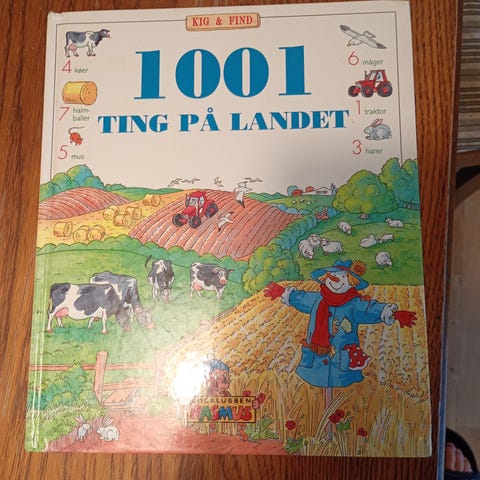 KIG & FIND
1001
TING PÅ LANDET
4 køer
7 halm-
baller
5 mus
6 måger
1 traktor
3 harer
BOGKLUBBEN
RASMUS